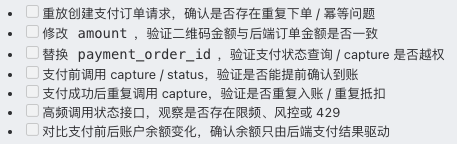 重放创建支付订单请求，确认是否存在重复下单 / 幂等问题
修改 amount ，验证二维码金额与后端订单金额是否一致
替换 payment_order_id ，验证支付状态查询 / capture 是否越权
支付前调用 capture / status，验证是否能提前确认到账
支付成功后重复调用 capture，验证是否重复入账 / 重复抵扣
高频调用状态接口，观察是否存在限频、风控或 429
对比支付前后账户余额变化，确认余额只由后端支付结果驱动